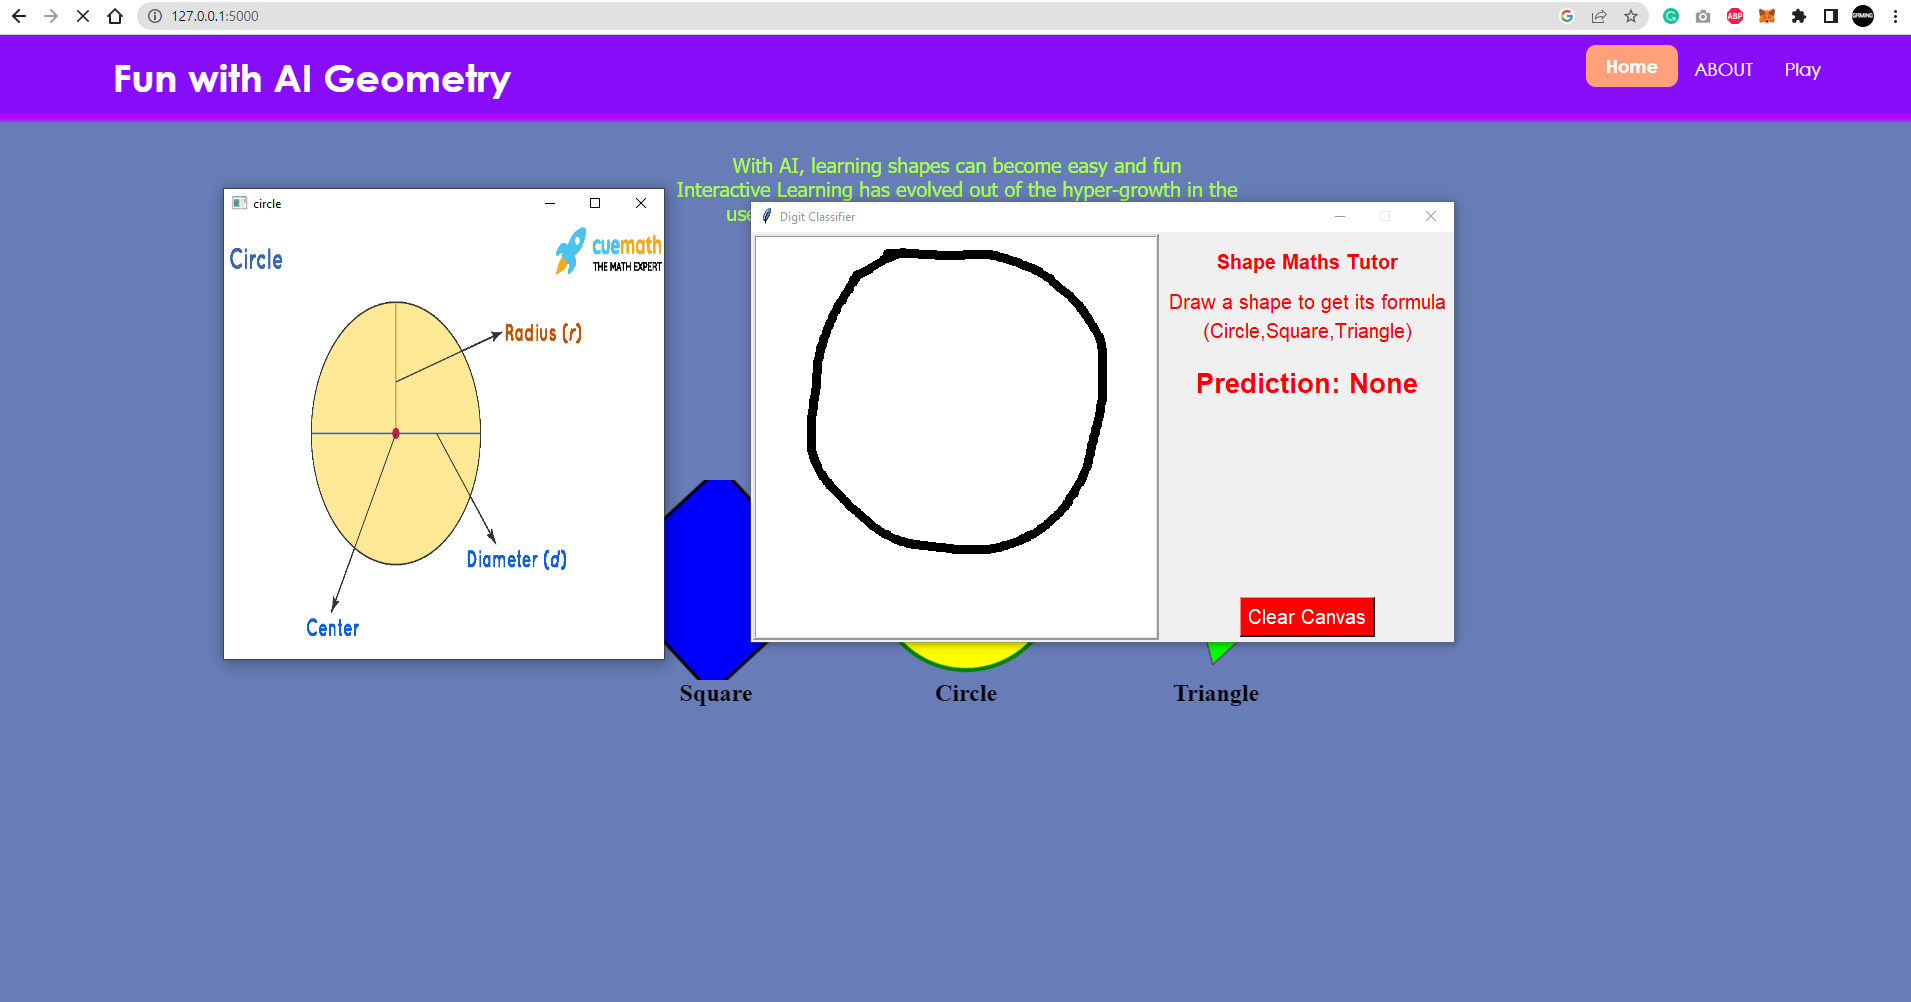 127.0.0.1:5000
ABP
GAMING
Fun with AI Geometry
Home
ABOUT
Play
With AI, learning shapes can become easy and fun
Interactive Learning has evolved out of the hyper-growth in the
circle
Circle
cuemath
THE MATH EXPERT
Radius (r)
Diameter (d)
Center
Digit Classifier
Shape Maths Tutor
Draw a shape to get its formula
(Circle,Square,Triangle)
Prediction: None
Clear Canvas
Square
Circle
Triangle